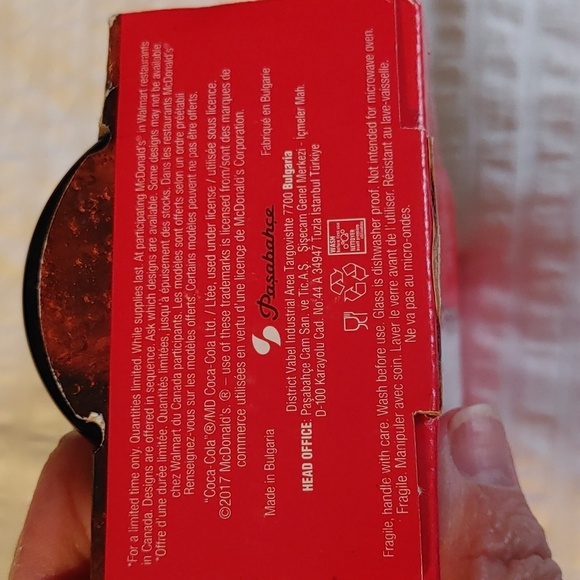 *For a limited time only. Quantities limited. While supplies last. At participating McDonald's® in Walmart restaurants
in Canada. Designs are offered in sequence. Ask which designs are available. Some designs may not be available.
*Offre d'une durée limitée. Quantités limitées, jusqu'à épuisement des stocks. Dans les restaurants McDonald's®
chez Walmart du Canada participants. Les modèles sont offerts selon un ordre préétabli.
Renseignez-vous sur les modèles offerts. Certains modèles peuvent ne pas être offerts.
"Coca-Cola"®/MD Coca-Cola Ltd. / Ltée, used under license / utilisée sous licence.
©2017 McDonald's. ® – use of these trademarks is licensed from/sont des marques de
commerce utilisées en vertu d'une licence de McDonald's Corporation.
Made in Bulgaria
Fabriqué en Bulgarie
Paşabahçe
District Vabel Industrial Area Targovishte 7700 Bulgaria
HEAD OFFICE: Paşabahçe Cam San. ve Tic.A.Ş. Şişecam Genel Merkezi - İçmeler Mah.
D-100 Karayolu Cad. No:44 A 34947 Tuzla İstanbul Türkiye
WASH
Fragile, handle with care. Wash before use. Glass is dishwasher proof. Not intended for microwave oven.
Fragile. Manipuler avec soin. Laver le verre avant de l'utiliser. Résistant au lave-vaisselle.
Ne va pas au micro-ondes.